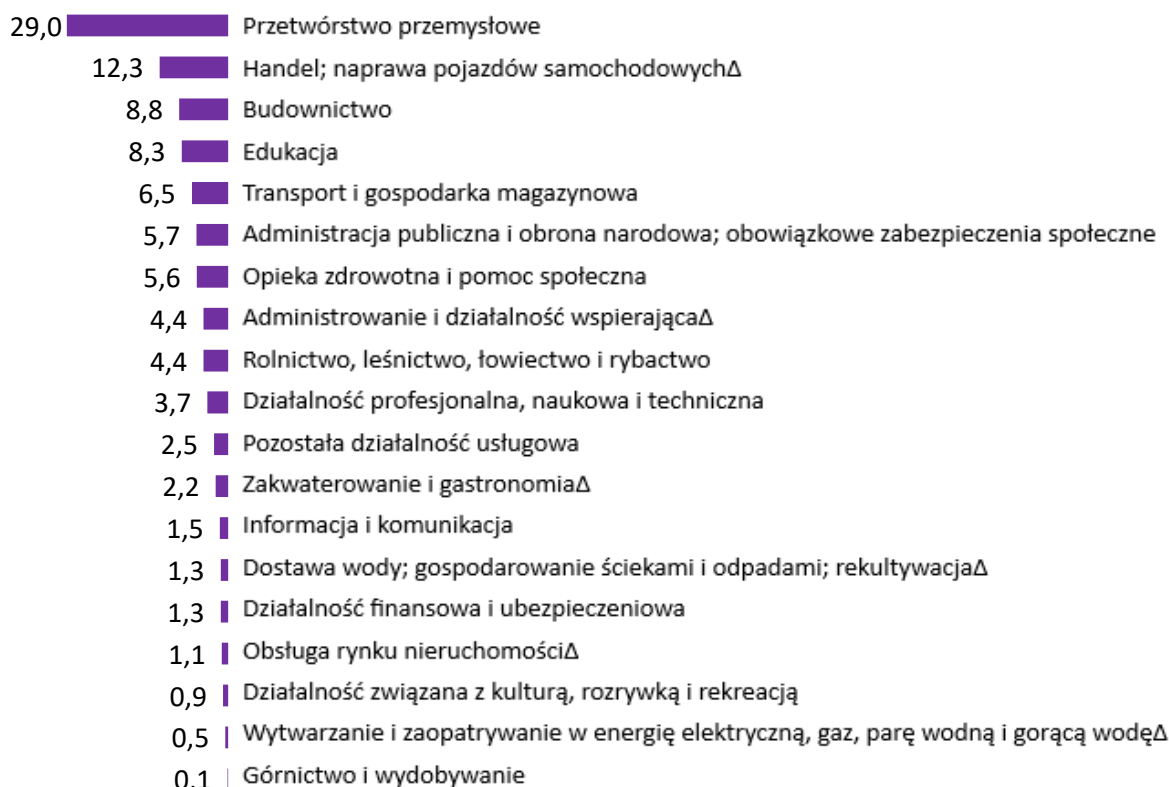 29,0 Przetwórstwo przemysłowe
12,3 Handel; naprawa pojazdów samochodowychΔ
8,8 Budownictwo
8,3 Edukacja
6,5 Transport i gospodarka magazynowa
5,7 Administracja publiczna i obrona narodowa; obowiązkowe zabezpieczenia społeczne
5,6 Opieka zdrowotna i pomoc społeczna
4,4 Administrowanie i działalność wspierającaΔ
4,4 Rolnictwo, leśnictwo, łowiectwo i rybactwo
3,7 Działalność profesjonalna, naukowa i techniczna
2,5 Pozostała działalność usługowa
2,2 Zakwaterowanie i gastronomiaΔ
1,5 Informacja i komunikacja
1,3 Dostawa wody; gospodarowanie ściekami i odpadami; rekultywacjaΔ
1,3 Działalność finansowa i ubezpieczeniowa
1,1 Obsługa rynku nieruchomościΔ
0,9 Działalność związana z kulturą, rozrywką i rekreacją
0,5 Wytwarzanie i zaopatrywanie w energię elektryczną, gaz, parę wodną i gorącą wodęΔ
0,1 Górnictwo i wydobywanie